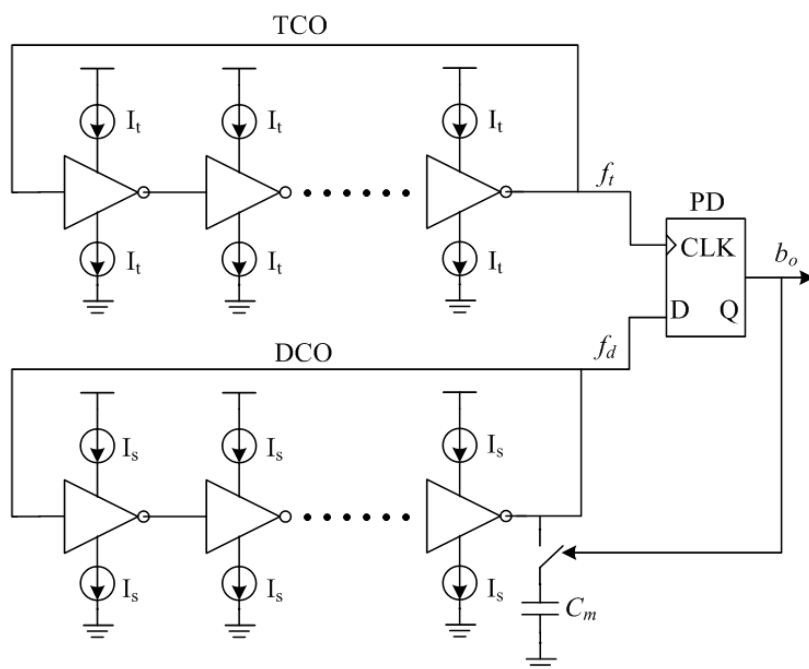 TCO
I_t I_t I_t
I_t I_t I_t
f_t
PD
CLK
D Q
b_o
DCO
f_d
I_s I_s I_s
I_s I_s I_s
C_m